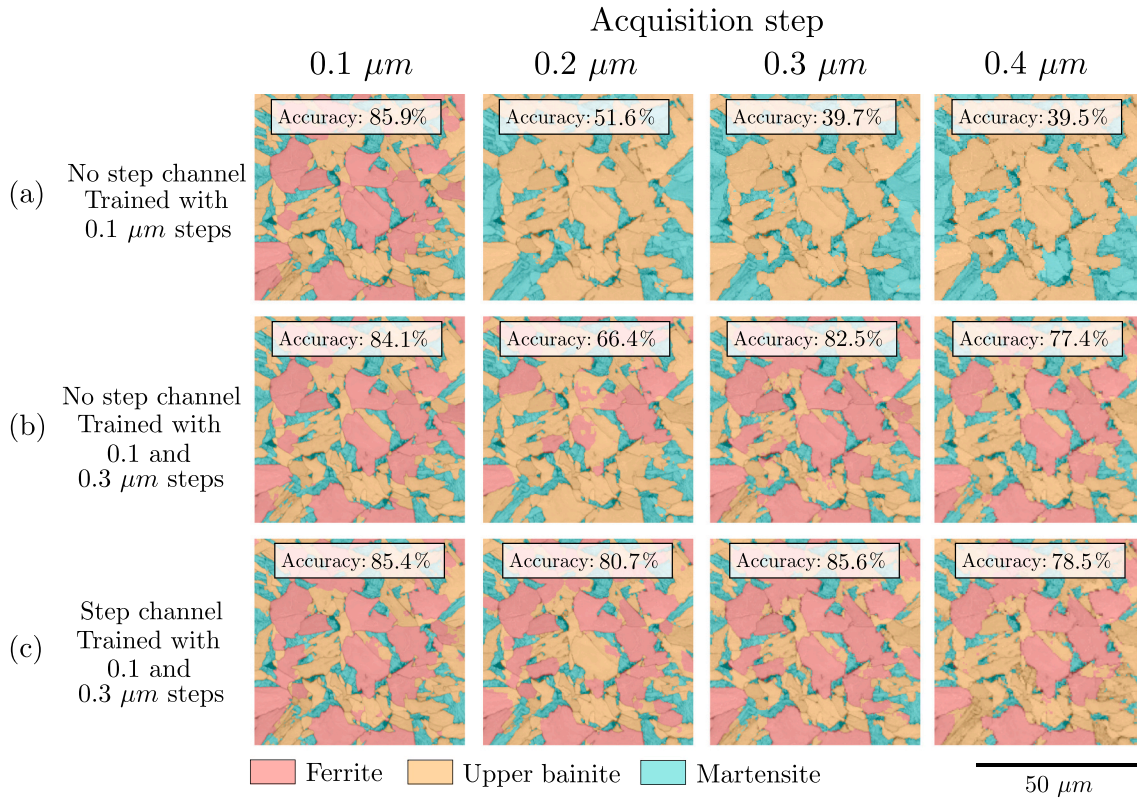 Acquisition step
0.1 μm 0.2 μm 0.3 μm 0.4 μm
(a)
No step channel
Trained with
0.1 μm steps
Accuracy: 85.9%
Accuracy: 51.6%
Accuracy: 39.7%
Accuracy: 39.5%
(b)
No step channel
Trained with
0.1 and
0.3 μm steps
Accuracy: 84.1%
Accuracy: 66.4%
Accuracy: 82.5%
Accuracy: 77.4%
(c)
Step channel
Trained with
0.1 and
0.3 μm steps
Accuracy: 85.4%
Accuracy: 80.7%
Accuracy: 85.6%
Accuracy: 78.5%
Ferrite Upper bainite Martensite
50 μm